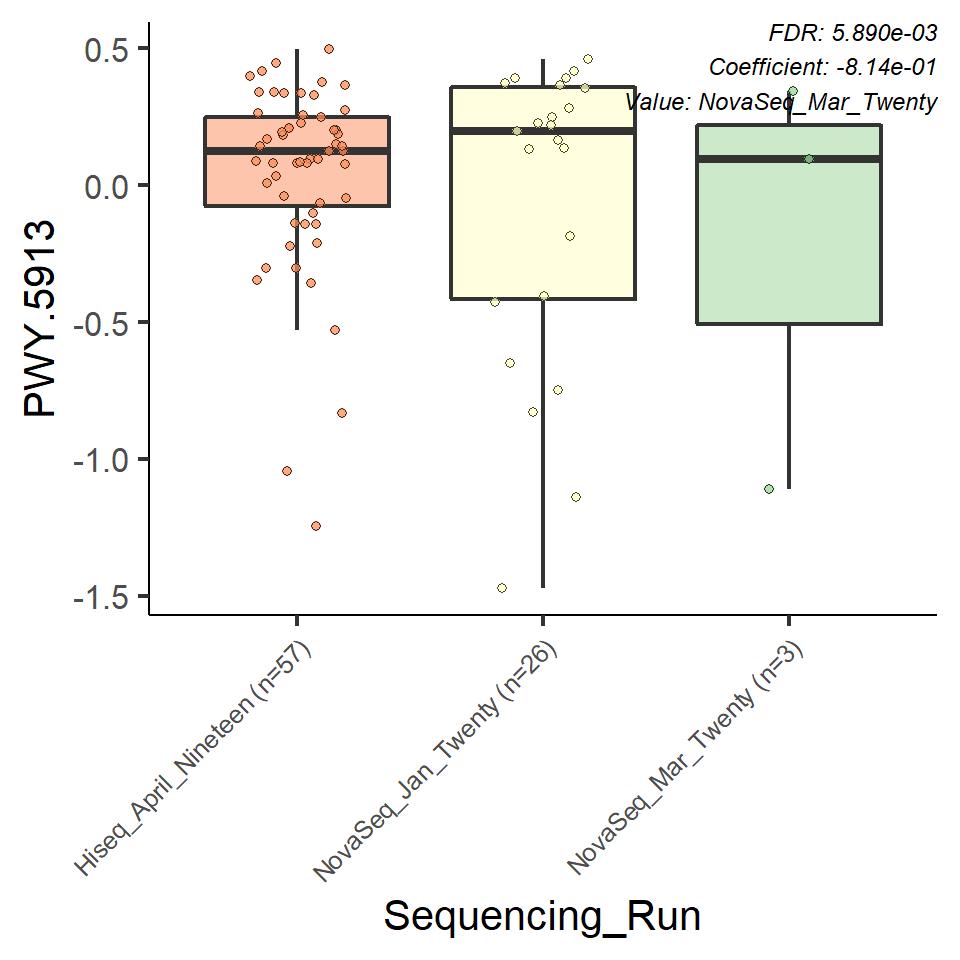 FDR: 5.890e-03
Coefficient: -8.14e-01
Value: NovaSeq_Mar_Twenty
PWY.5913
0.5
0.0
-0.5
-1.0
-1.5
Hiseq_April_Nineteen (n=57)
NovaSeq_Jan_Twenty (n=26)
NovaSeq_Mar_Twenty (n=3)
Sequencing_Run